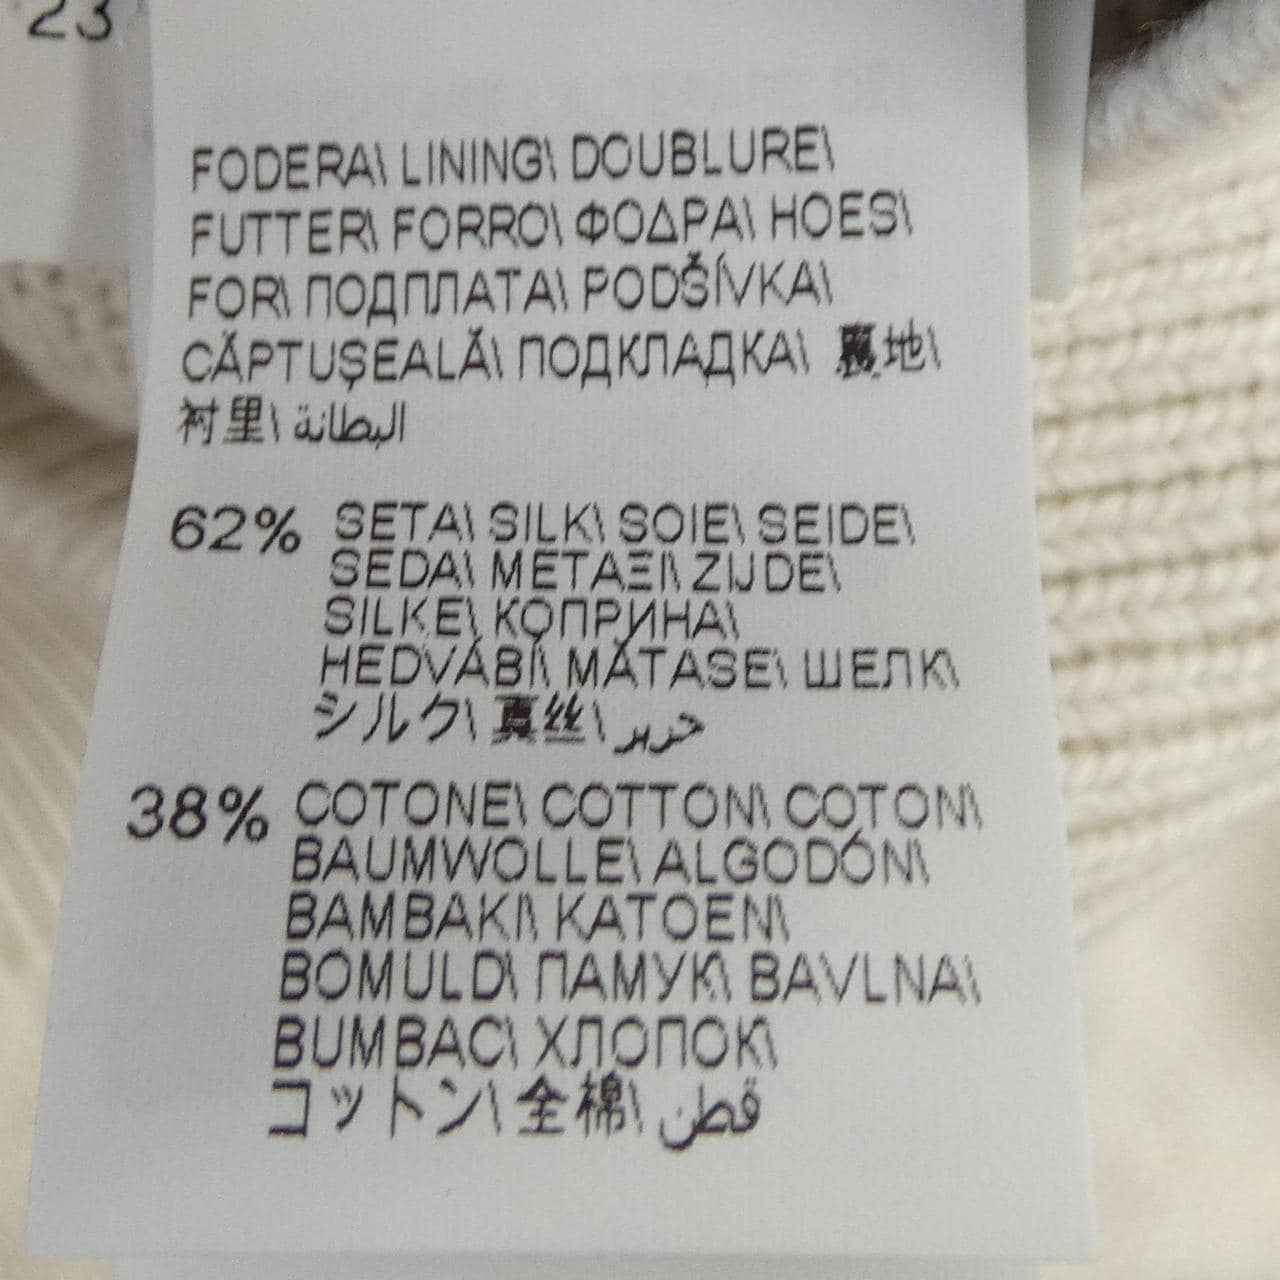 23
FODERA\ LINING\ DOUBLURE\
FUTTER\ FORRO\ ΦΟΔΡΑ\ HOES\
FOR\ ПОДПЛАТА\ PODŠÍVKA\
CĂPTUȘEALĂ\ ПОДКЛАДКА\ 裏地\
衬里\ البطانة
62% SETA\ SILK\ SOIE\ SEIDE\
SEDA\ ΜΕΤΑΞΙ\ ZIJDE\
SILKE\ КОПРИНА\
HEDVÁBÍ\ MĂTASE\ ШЕЛК\
シルク\ 真丝\ حرير
38% COTONE\ COTTON\ COTON\
BAUMWOLLE\ ALGODÓN\
ΒΑΜΒΑΚΙ\ KATOEN\
BOMULD\ ПАМУК\ BAVLNA\
BUMBAC\ ХЛОПОК\
コットン\ 全棉\ قطن